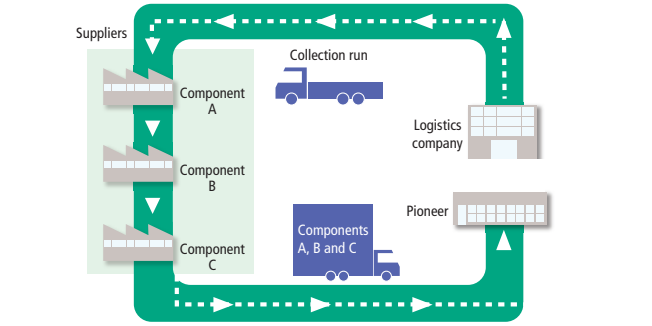 Suppliers
Collection run
Component
A
Logistics
company
Component
B
Pioneer
Components
A, B and C
Component
C